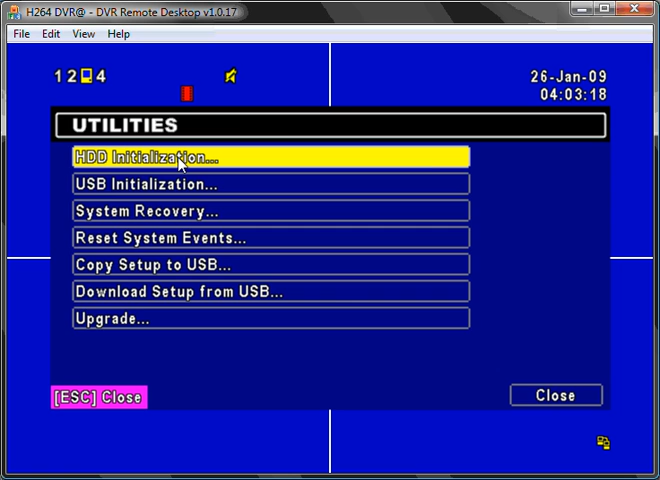 H264 DVR@ - DVR Remote Desktop v1.0.17
File Edit View Help
1 2 4
26-Jan-09
04:03:18
UTILITIES
HDD Initialization...
USB Initialization...
System Recovery...
Reset System Events...
Copy Setup to USB...
Download Setup from USB...
Upgrade...
[ESC] Close
Close